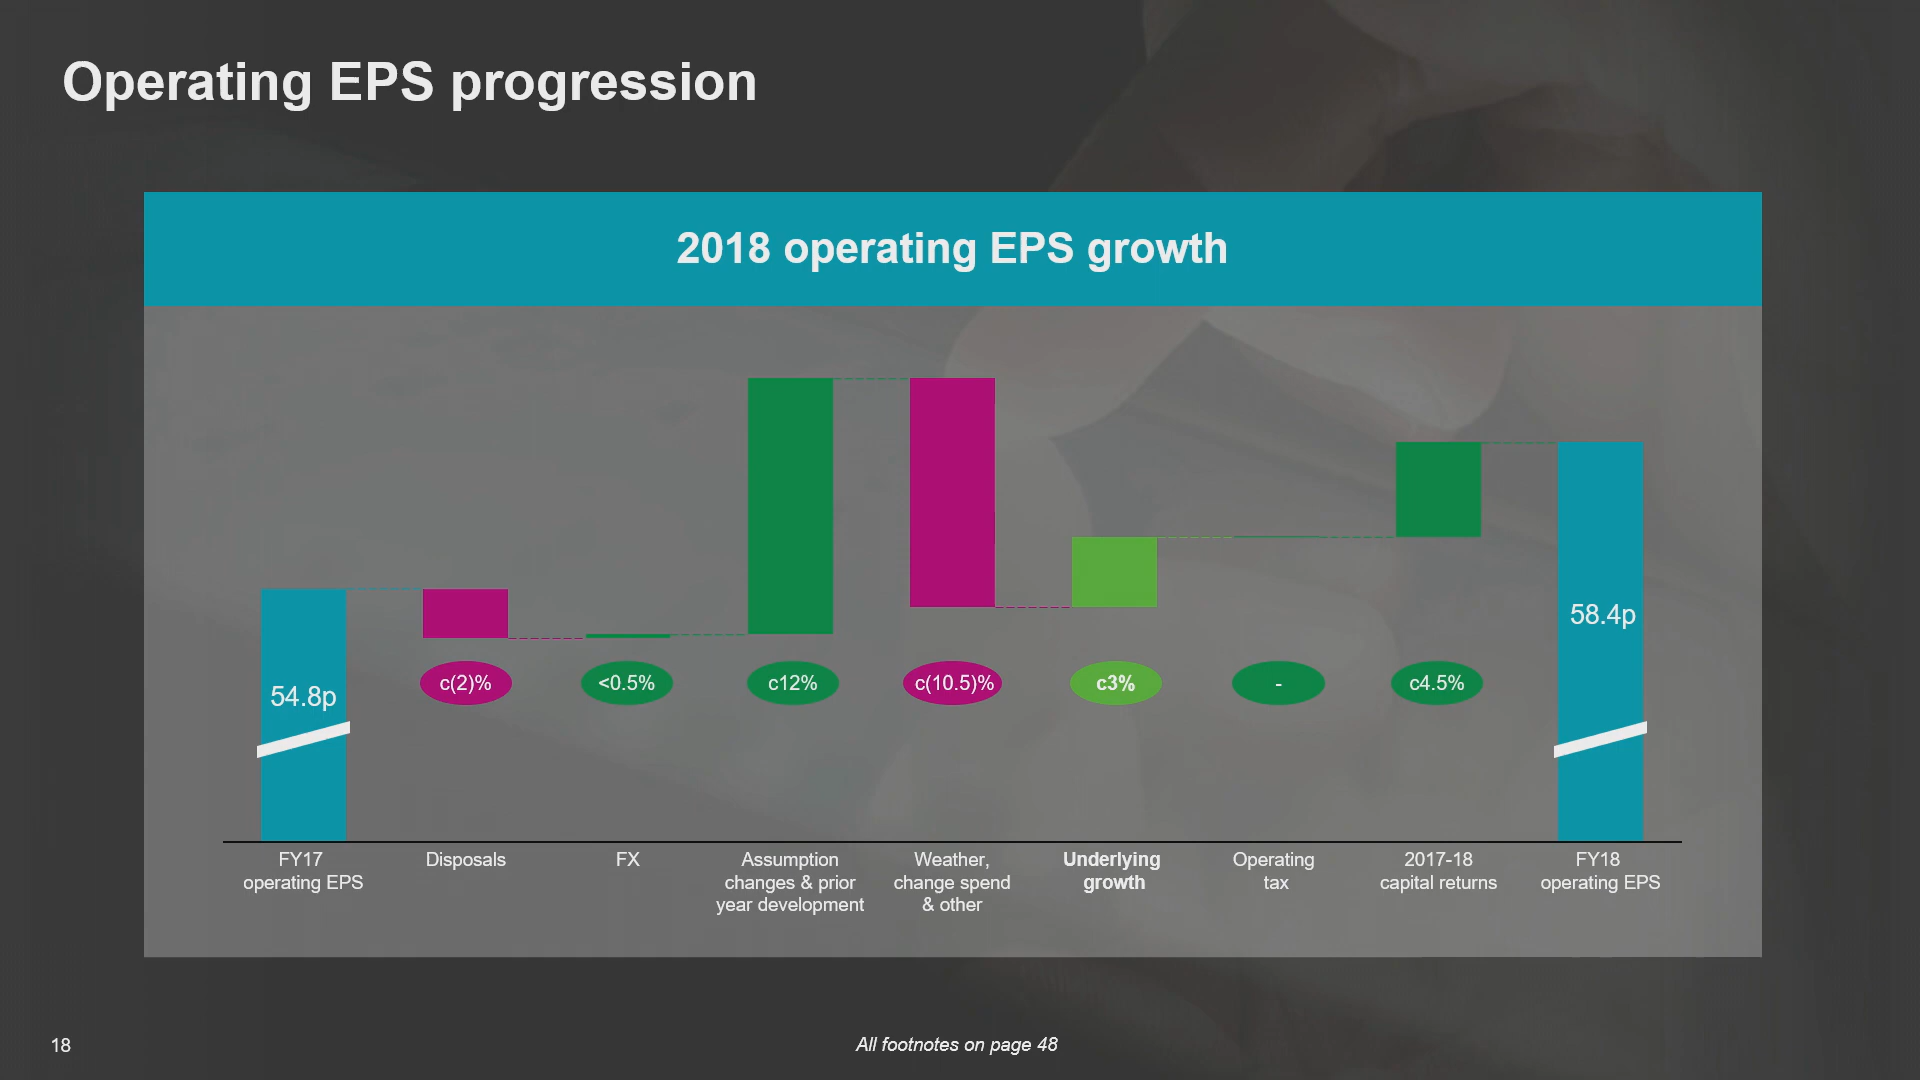 Operating EPS progression
2018 operating EPS growth
54.8p
58.4p
c(2)%
<0.5%
c12%
c(10.5)%
c3%
-
c4.5%
FY17
operating EPS
Disposals
FX
Assumption
changes & prior
year development
Weather,
change spend
& other
Underlying
growth
Operating
tax
2017-18
capital returns
FY18
operating EPS
18
All footnotes on page 48